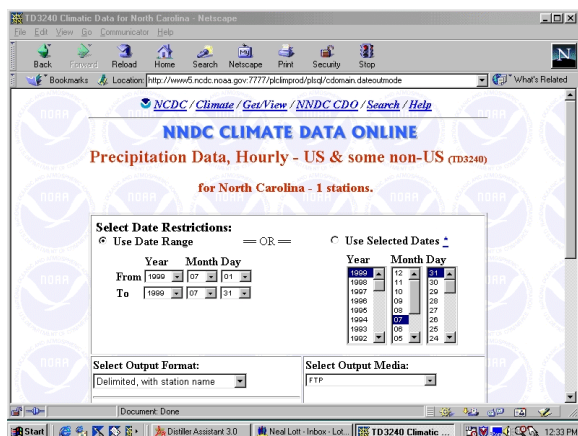 TD3240 Climatic Data for North Carolina - Netscape
File Edit View Go Communicator Help
Back Forward Reload Home Search Netscape Print Security Stop
N
Bookmarks Location: http://www5.ncdc.noaa.gov:7777/plclimprod/plsql/cdomain.dateoutmode What's Related
NCDC / Climate / Get/View / NNDC CDO / Search / Help
NNDC CLIMATE DATA ONLINE
Precipitation Data, Hourly - US & some non-US (TD3240)
for North Carolina - 1 stations.
Select Date Restrictions:
Use Date Range == OR == Use Selected Dates *
Year Month Day Year Month Day
From 1999 07 01
To 1999 07 31
1999 12 31
1998 11 30
1997 10 29
1996 09 28
1995 08 27
1994 07 26
1993 06 25
1992 05 24
Select Output Format: Select Output Media:
Delimited, with station name FTP
Document: Done
Start Distiller Assistant 3.0 Neal Lott - Inbox - Lot... TD3240 Climatic ... 12:33 PM